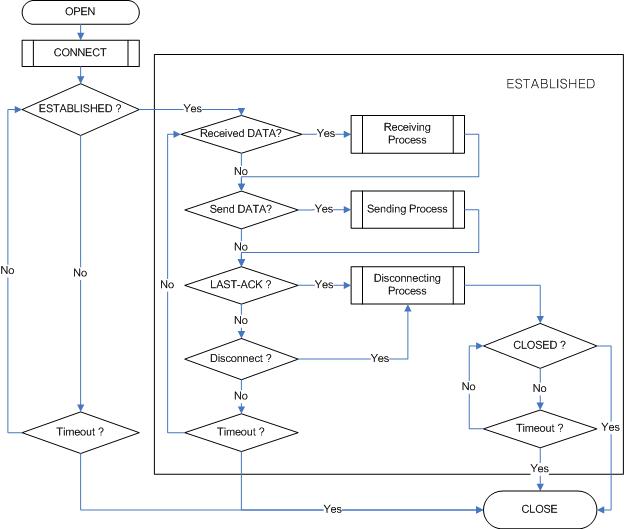 OPEN
CONNECT
ESTABLISHED
ESTABLISHED ?
Yes
Received DATA?
Yes
Receiving
Process
No
Send DATA?
Yes
Sending Process
No
No
No
No
LAST-ACK ?
Yes
Disconnecting
Process
No
CLOSED ?
Disconnect ?
Yes
No
No
No
Timeout ?
Timeout ?
Timeout ?
Yes
Yes
Yes
CLOSE